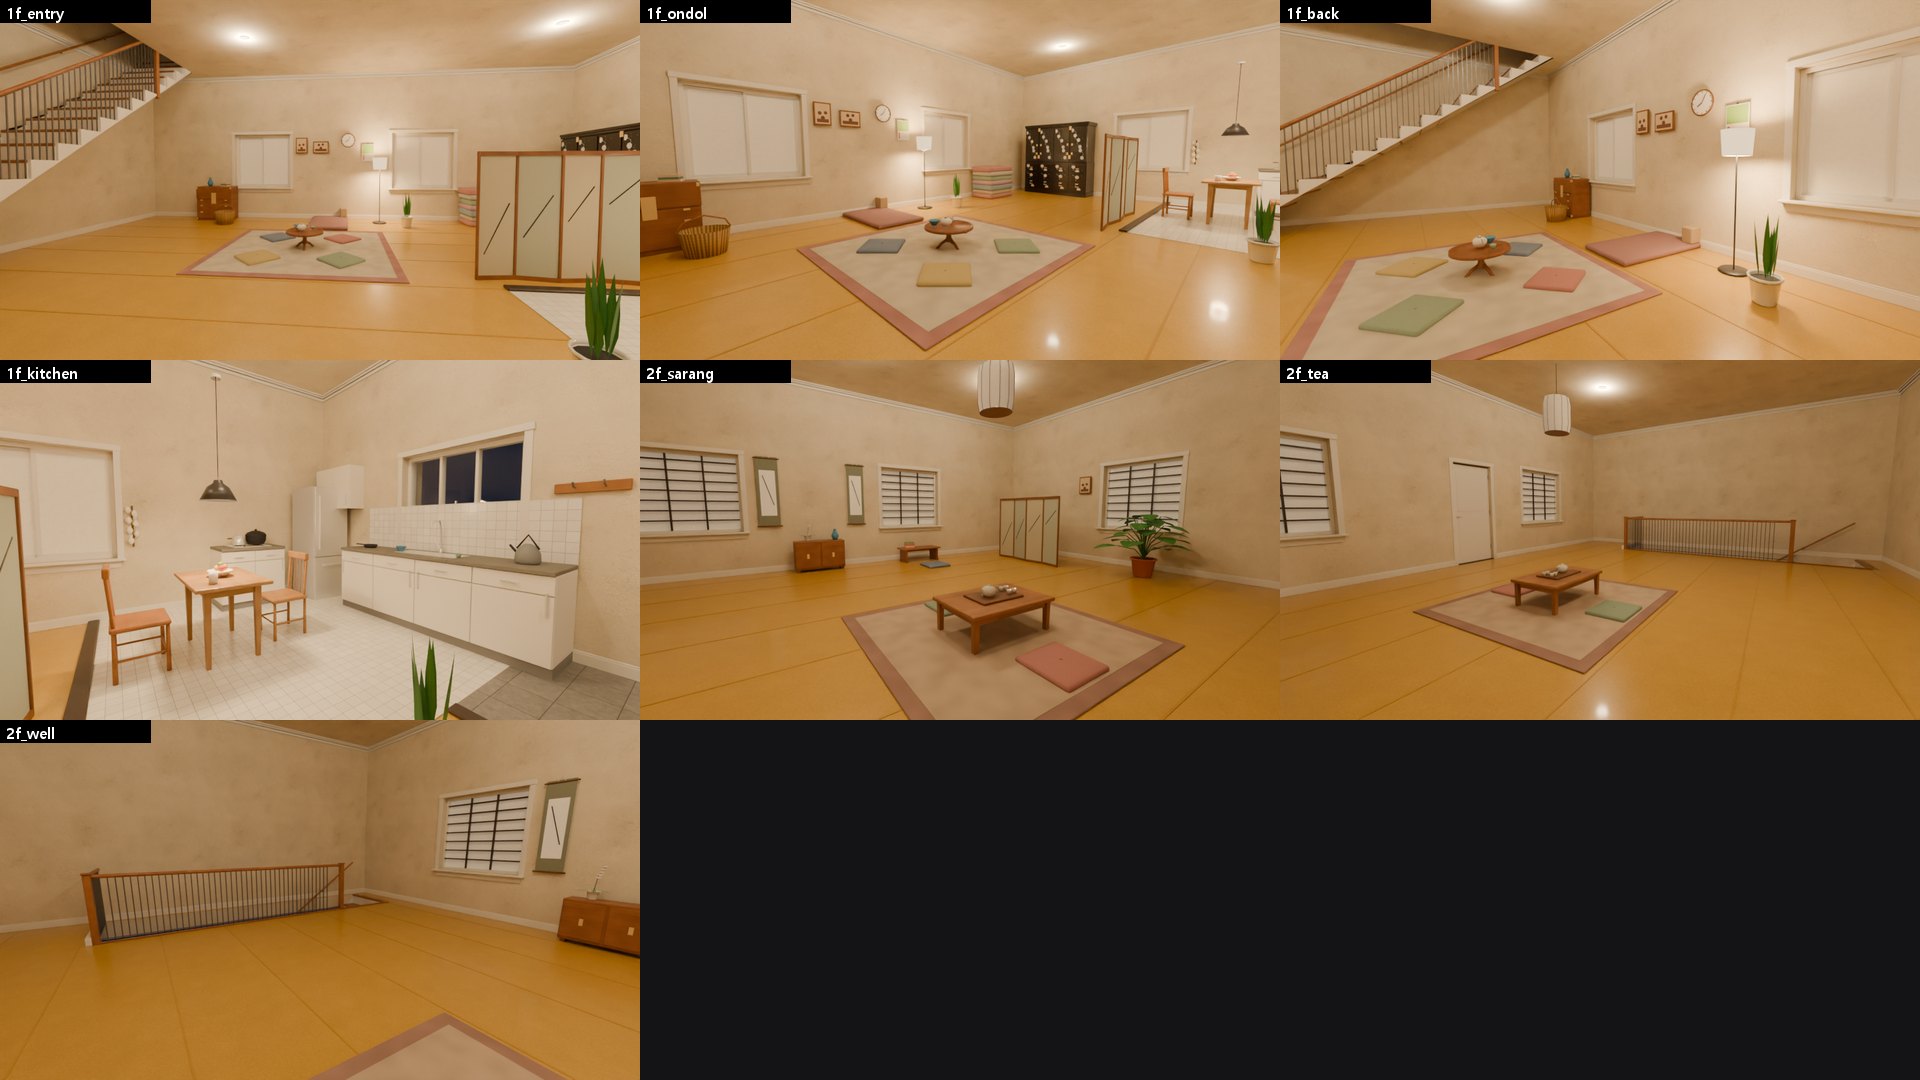 1f_entry
1f_ondol
1f_back
1f_kitchen
2f_sarang
2f_tea
2f_well